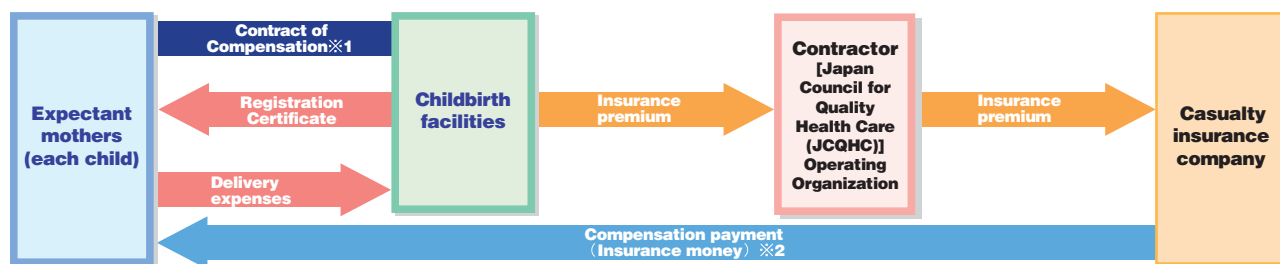 Expectant
mothers
(each child)
Contract of
Compensation※1
Registration
Certificate
Delivery
expenses
Childbirth
facilities
Insurance
premium
Contractor
[Japan
Council for
Quality
Health Care
(JCQHC)]
Operating
Organization
Insurance
premium
Casualty
insurance
company
Compensation payment
（Insurance money）※2